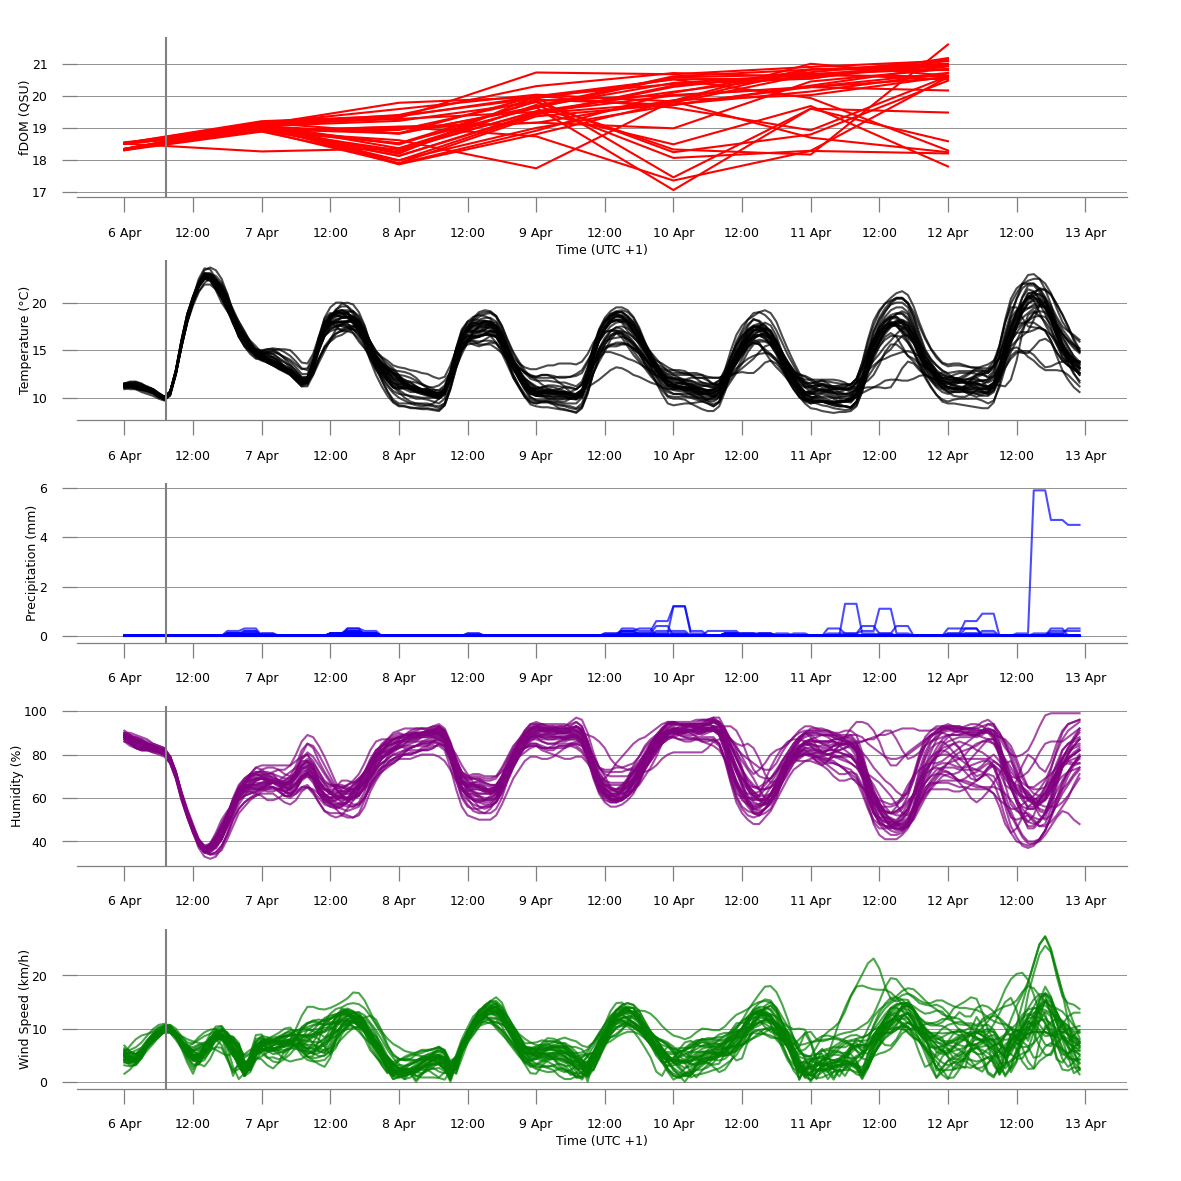 fDOM (QSU)
21
20
19
18
17
6 Apr 12:00 7 Apr 12:00 8 Apr 12:00 9 Apr 12:00 10 Apr 12:00 11 Apr 12:00 12 Apr 12:00 13 Apr
Time (UTC +1)
Temperature (°C)
20
15
10
6 Apr 12:00 7 Apr 12:00 8 Apr 12:00 9 Apr 12:00 10 Apr 12:00 11 Apr 12:00 12 Apr 12:00 13 Apr
Precipitation (mm)
6
4
2
0
6 Apr 12:00 7 Apr 12:00 8 Apr 12:00 9 Apr 12:00 10 Apr 12:00 11 Apr 12:00 12 Apr 12:00 13 Apr
Humidity (%)
100
80
60
40
6 Apr 12:00 7 Apr 12:00 8 Apr 12:00 9 Apr 12:00 10 Apr 12:00 11 Apr 12:00 12 Apr 12:00 13 Apr
Wind Speed (km/h)
20
10
0
6 Apr 12:00 7 Apr 12:00 8 Apr 12:00 9 Apr 12:00 10 Apr 12:00 11 Apr 12:00 12 Apr 12:00 13 Apr
Time (UTC +1)